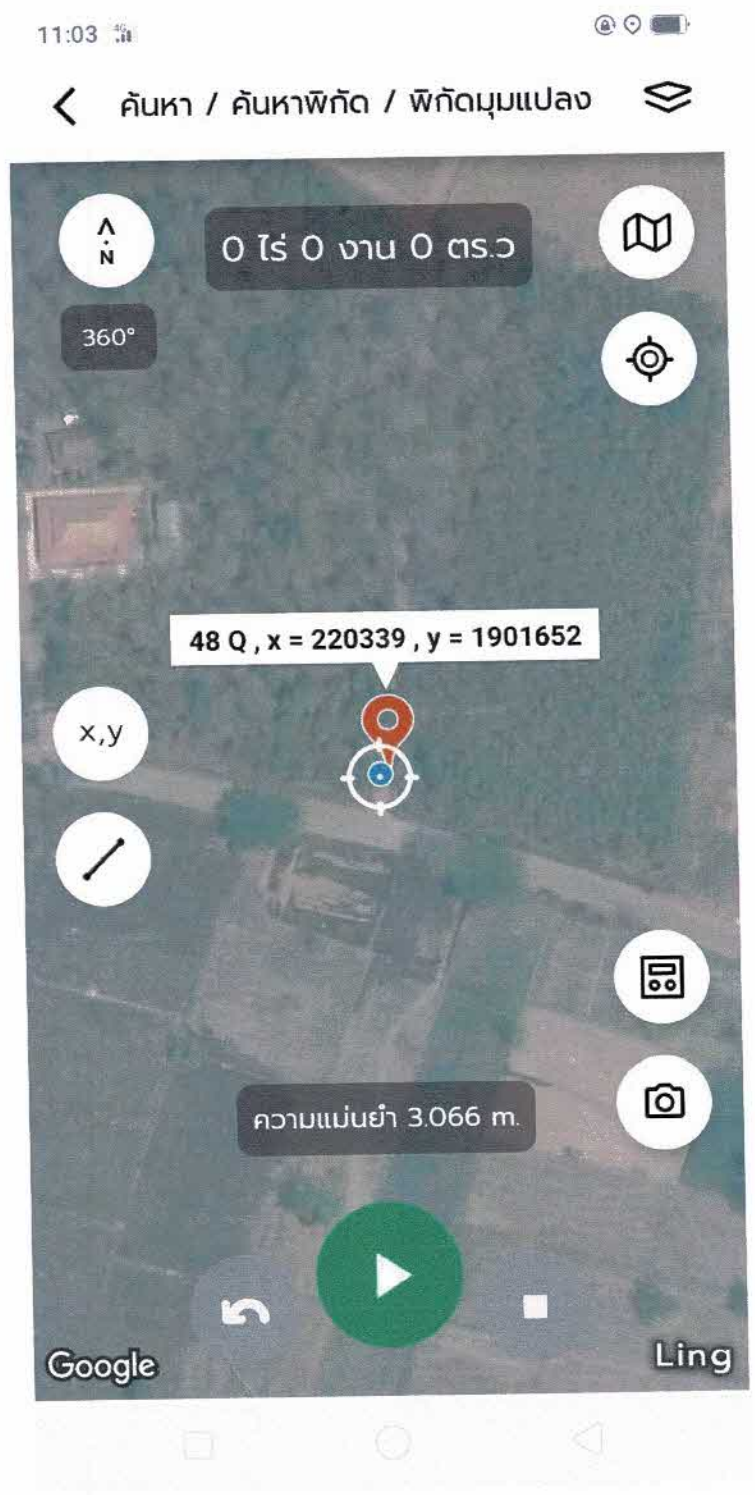 11:03 4G
ค้นหา / ค้นหาพิกัด / พิกัดมุมแปลง
N
0 ไร่ 0 งาน 0 ตร.ว
360°
48 Q , x = 220339 , y = 1901652
x,y
ความแม่นยำ 3.066 m.
Google
Ling